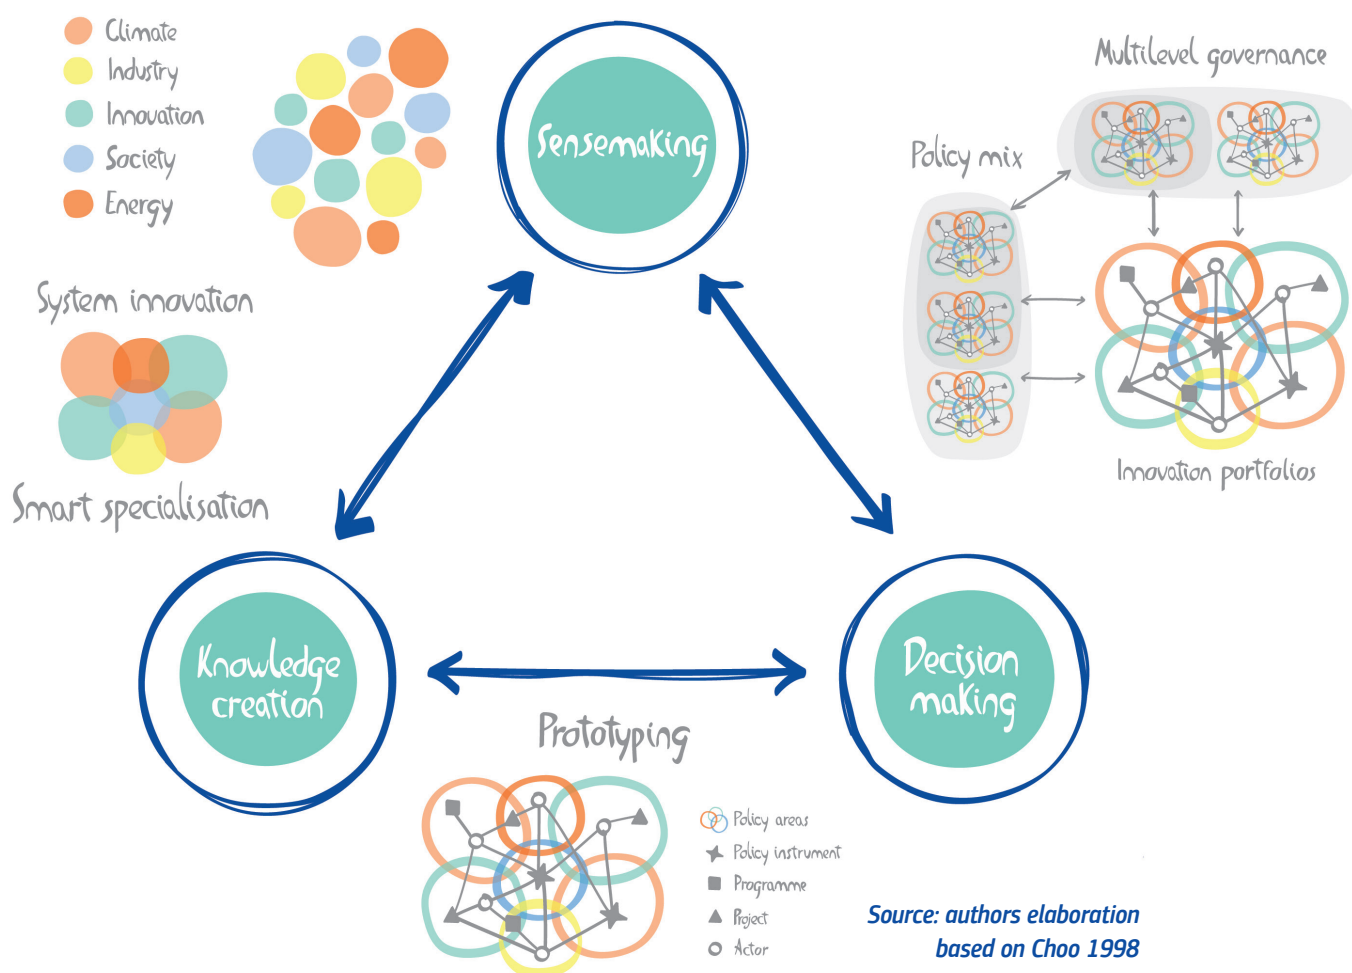 Climate
Industry
Innovation
Society
Energy
Sensemaking
Multilevel governance
Policy mix
Innovation portfolios
System innovation
Smart specialisation
Knowledge
creation
Decision
making
Prototyping
Policy areas
Policy instrument
Programme
Project
Actor
Source: authors elaboration
based on Choo 1998